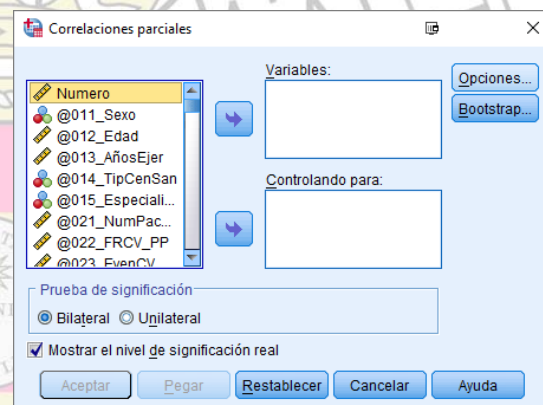 Correlaciones parciales
Numero
@011_Sexo
@012_Edad
@013_AñosEjer
@014_TipCenSan
@015_Especiali...
@021_NumPac...
@022_FRCV_PP
@023_EvenCV
Variables:
Controlando para:
Opciones...
Bootstrap...
Prueba de significación
Bilateral
Unilateral
Mostrar el nivel de significación real
Aceptar
Pegar
Restablecer
Cancelar
Ayuda